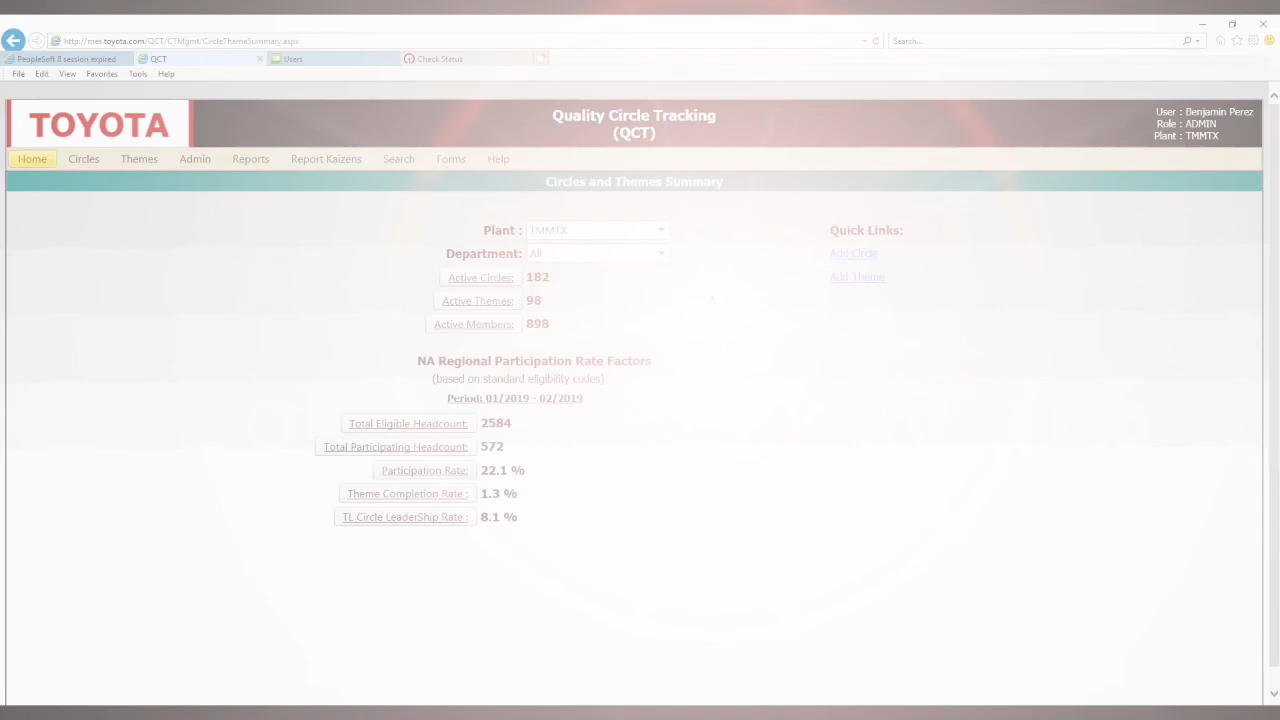 http://mes.toyota.com/QCT/CTMgmt/CircleThemeSummary.aspx
Search...
PeopleSoft 8 session expired
QCT
Users
Check Status
File Edit View Favorites Tools Help
TOYOTA
Quality Circle Tracking
(QCT)
User : Benjamin Perez
Role : ADMIN
Plant : TMMTX
Home Circles Themes Admin Reports Report Kaizens Search Forms Help
Circles and Themes Summary
Plant : TMMTX
Quick Links:
Department: All
Add Circle
Active Circles: 182
Add Theme
Active Themes: 98
Active Members: 898
NA Regional Participation Rate Factors
(based on standard eligibility codes)
Period: 01/2019 - 02/2019
Total Eligible Headcount: 2584
Total Participating Headcount: 572
Participation Rate: 22.1 %
Theme Completion Rate : 1.3 %
TL Circle LeaderShip Rate : 8.1 %